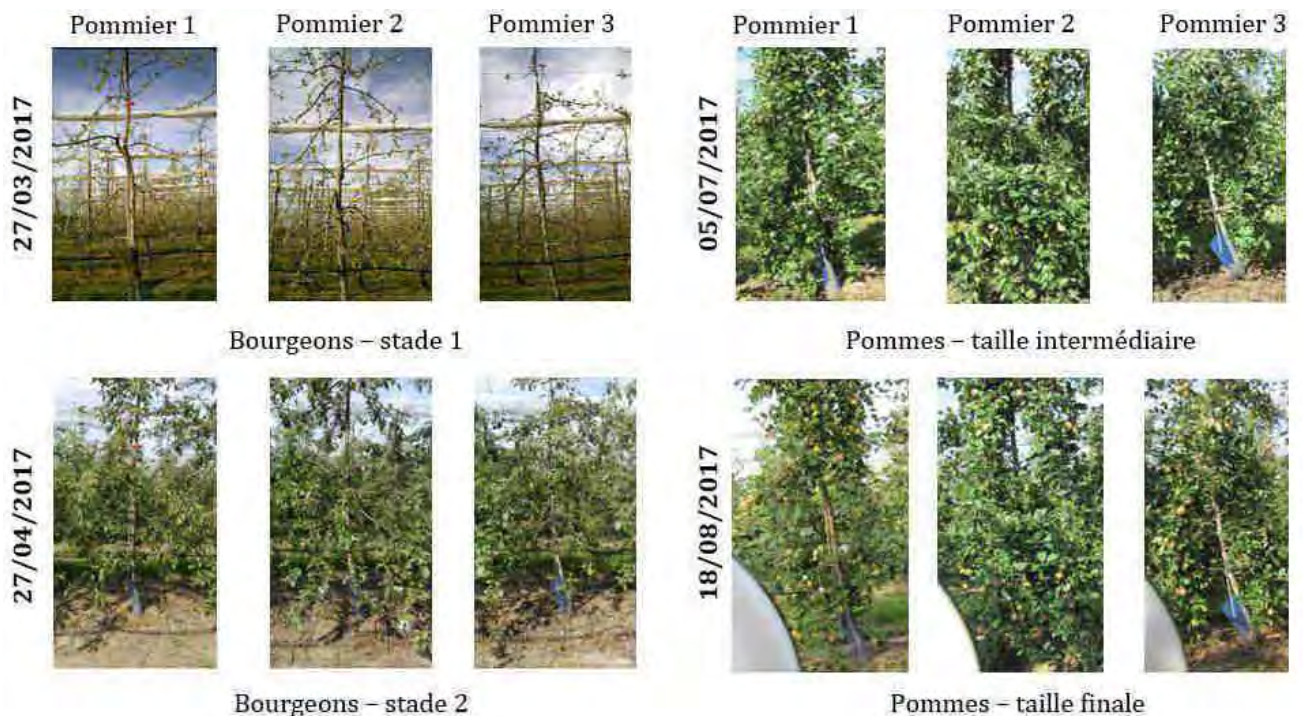 Pommier 1 Pommier 2 Pommier 3
27/03/2017
Bourgeons – stade 1
27/04/2017
Bourgeons – stade 2
Pommier 1 Pommier 2 Pommier 3
05/07/2017
Pommes – taille intermédiaire
18/08/2017
Pommes – taille finale